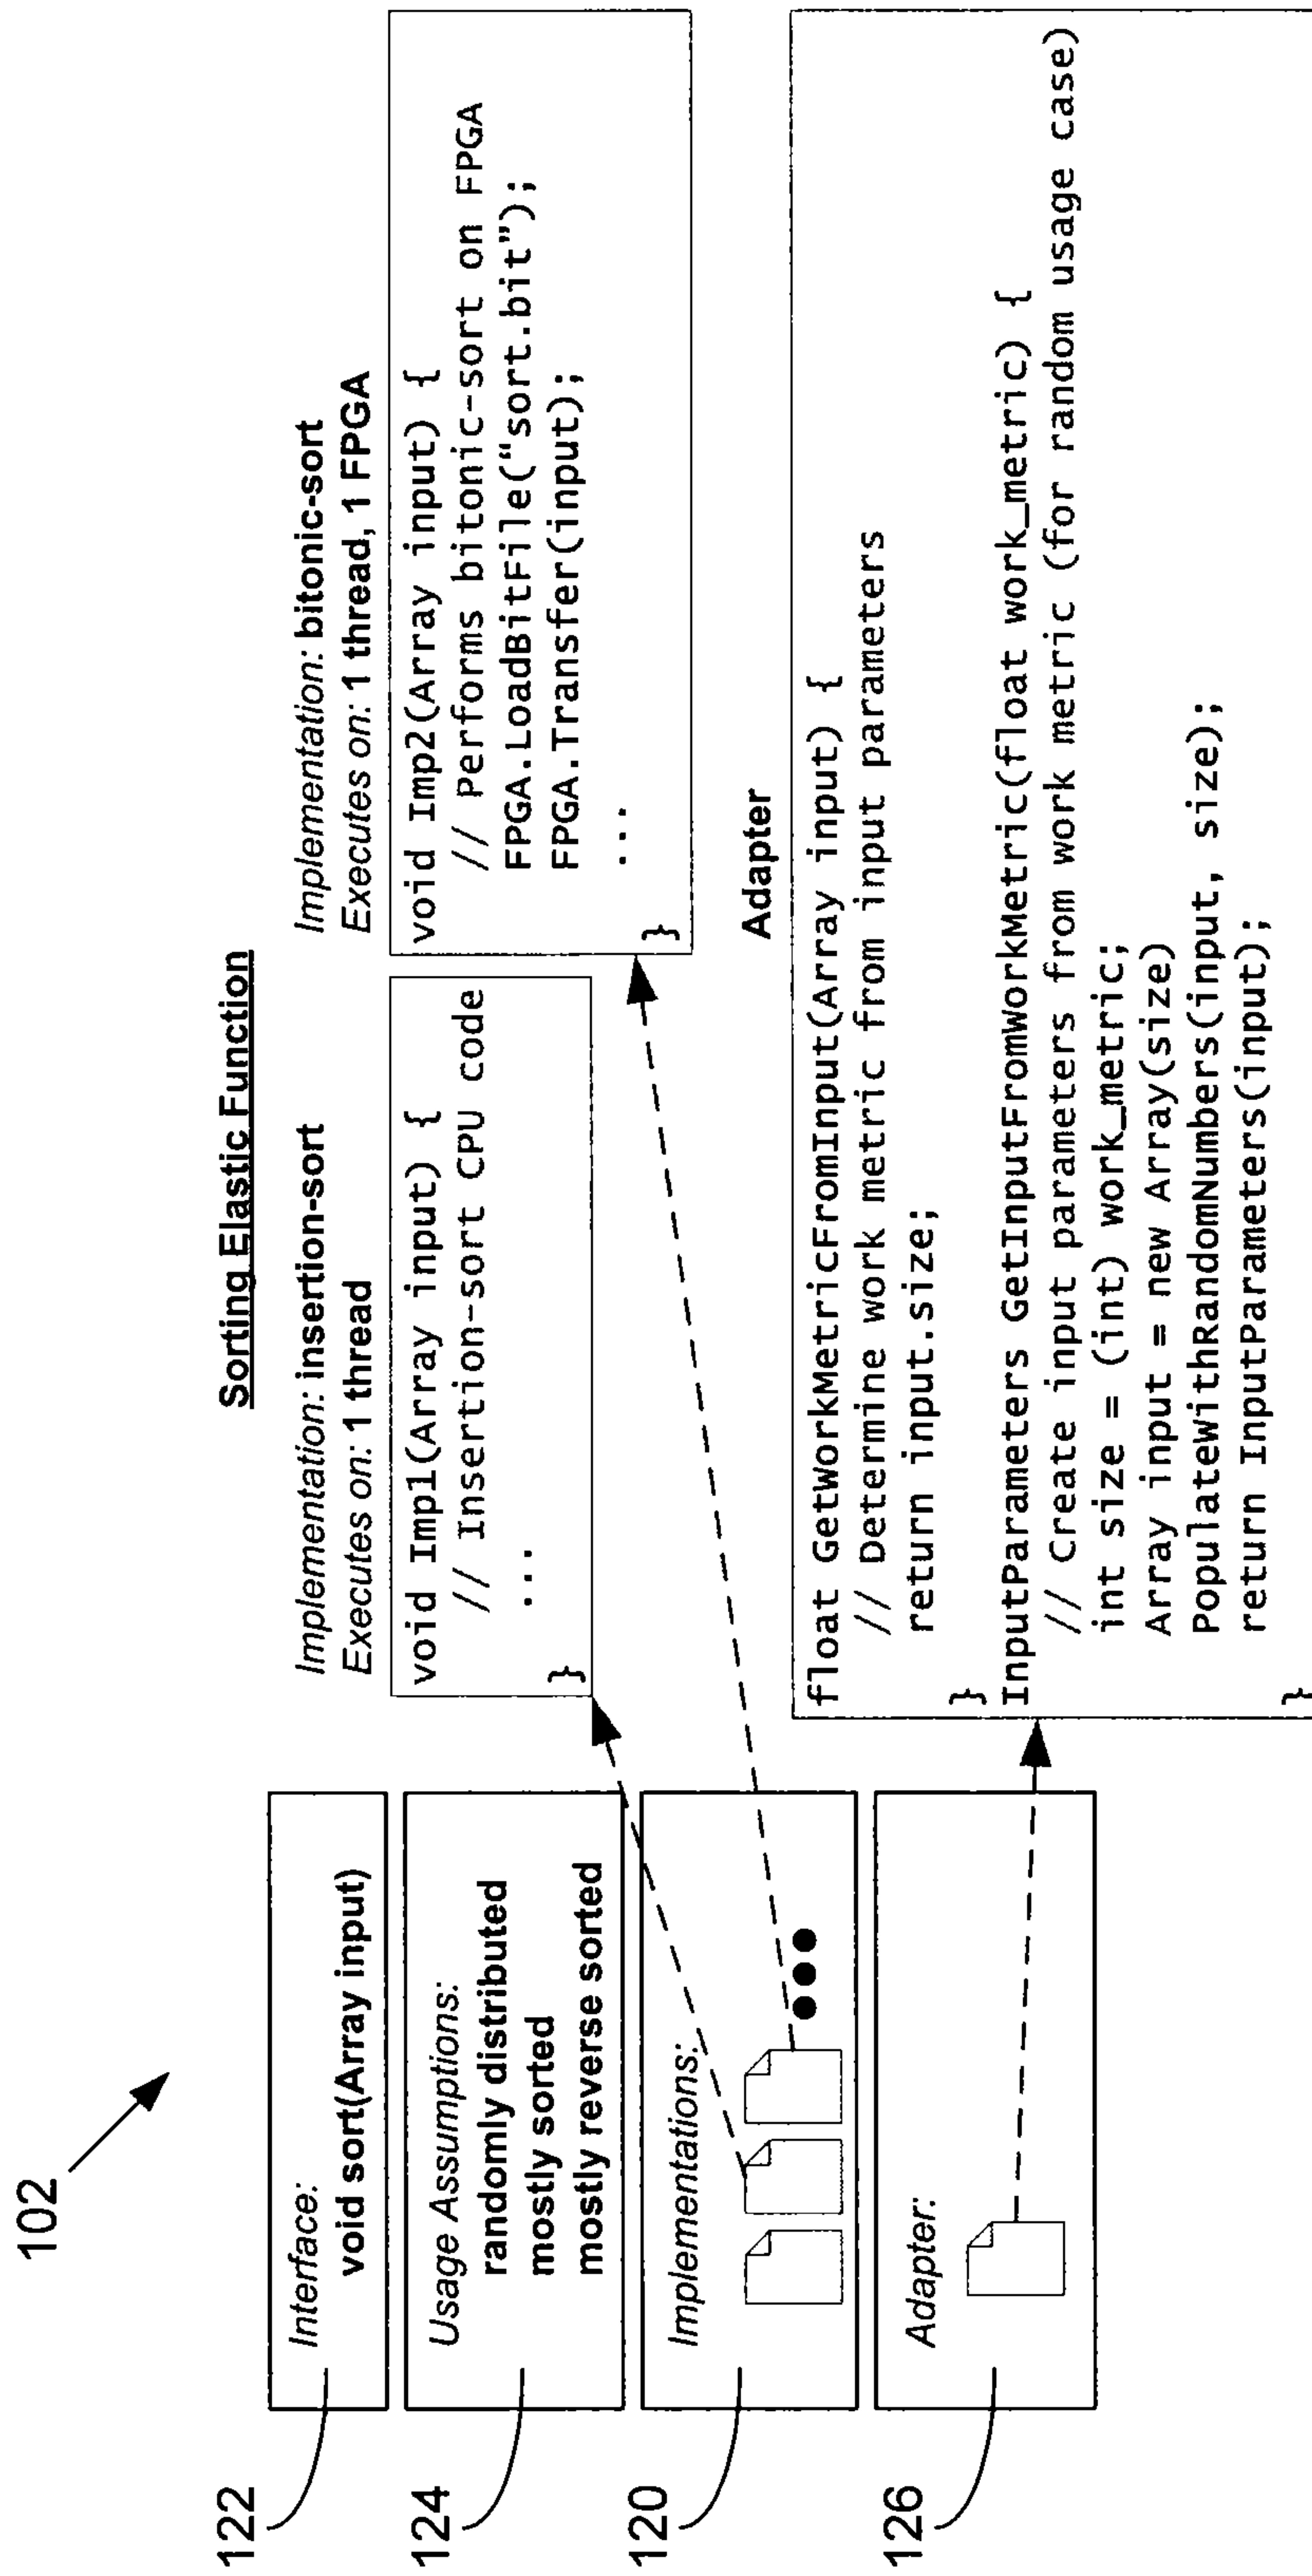 102
Sorting Elastic Function
122
Interface:
void sort(Array input)
124
Usage Assumptions:
randomly distributed
mostly sorted
mostly reverse sorted
120
Implementations:
126
Adapter:
Implementation: insertion-sort
Executes on: 1 thread
void Imp1(Array input) {
// Insertion-sort CPU code
...
}
Implementation: bitonic-sort
Executes on: 1 thread, 1 FPGA
void Imp2(Array input) {
// Performs bitonic-sort on FPGA
FPGA.LoadBitFile(“sort.bit”);
FPGA.Transfer(input);
...
}
Adapter
float GetWorkMetricFromInput(Array input) {
// Determine work metric from input parameters
return input.size;
}
InputParameters GetInputFromWorkMetric(float work_metric) {
// Create input parameters from work metric (for random usage case)
int size = (int) work_metric;
Array input = new Array(size)
PopulateWithRandomNumbers(input, size);
return InputParameters(input);
}